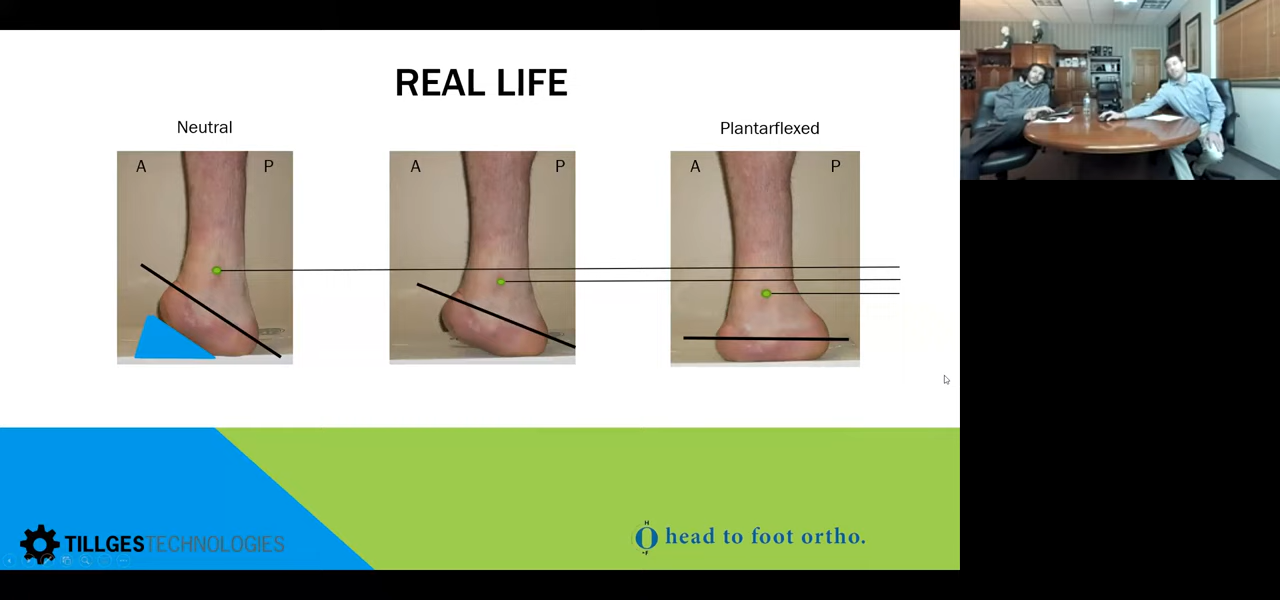 REAL LIFE
Neutral
Plantarflexed
A P
A P
A P
TILLGESTECHNOLOGIES
H
F
head to foot ortho.